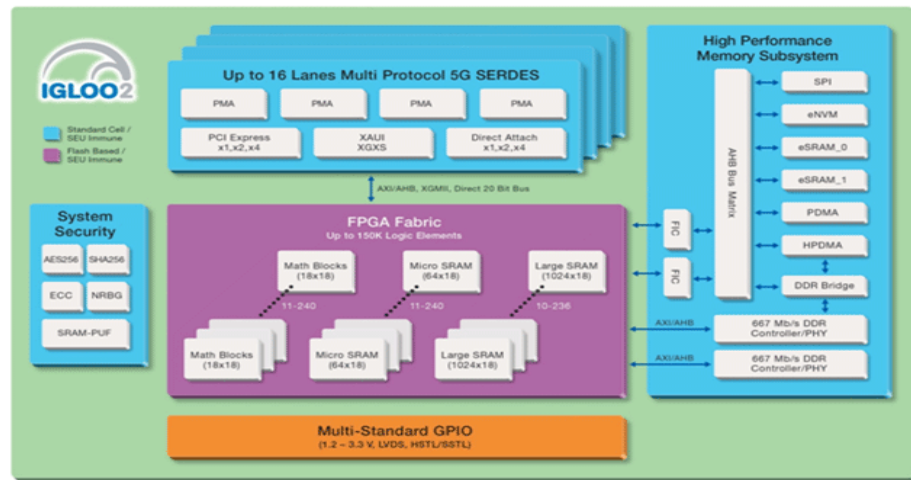 IGLOO2
Standard Cell /
SEU Immune
Flash Based /
SEU Immune
Up to 16 Lanes Multi Protocol 5G SERDES
PMA
PMA
PMA
PMA
PCI Express
x1,x2,x4
XAUI
XGXS
Direct Attach
x1,x2,x4
AXI/AHB, XGMII, Direct 20 Bit Bus
System
Security
AES256
SHA256
ECC
NRBG
SRAM-PUF
FPGA Fabric
Up to 150K Logic Elements
Math Blocks
(18x18)
Micro SRAM
(64x18)
Large SRAM
(1024x18)
11-240
11-240
10-236
Math Blocks
(18x18)
Micro SRAM
(64x18)
Large SRAM
(1024x18)
Multi-Standard GPIO
(1.2 – 3.3 V, LVDS, HSTL/SSTL)
High Performance
Memory Subsystem
FIC
FIC
AHB Bus Matrix
SPI
eNVM
eSRAM_0
eSRAM_1
PDMA
HPDMA
DDR Bridge
AXI/AHB
667 Mb/s DDR
Controller/PHY
AXI/AHB
667 Mb/s DDR
Controller/PHY